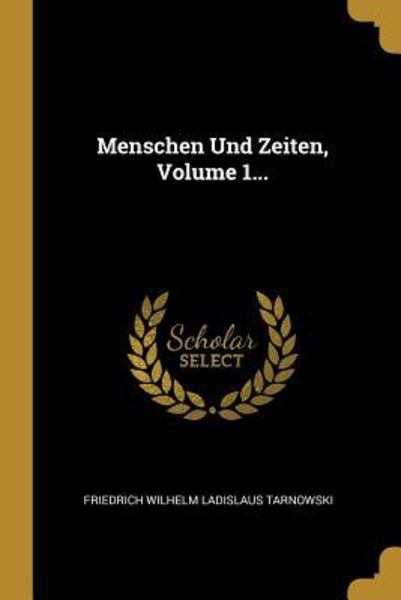 Menschen Und Zeiten,
Volume 1...
Scholar
SELECT
FRIEDRICH WILHELM LADISLAUS TARNOWSKI